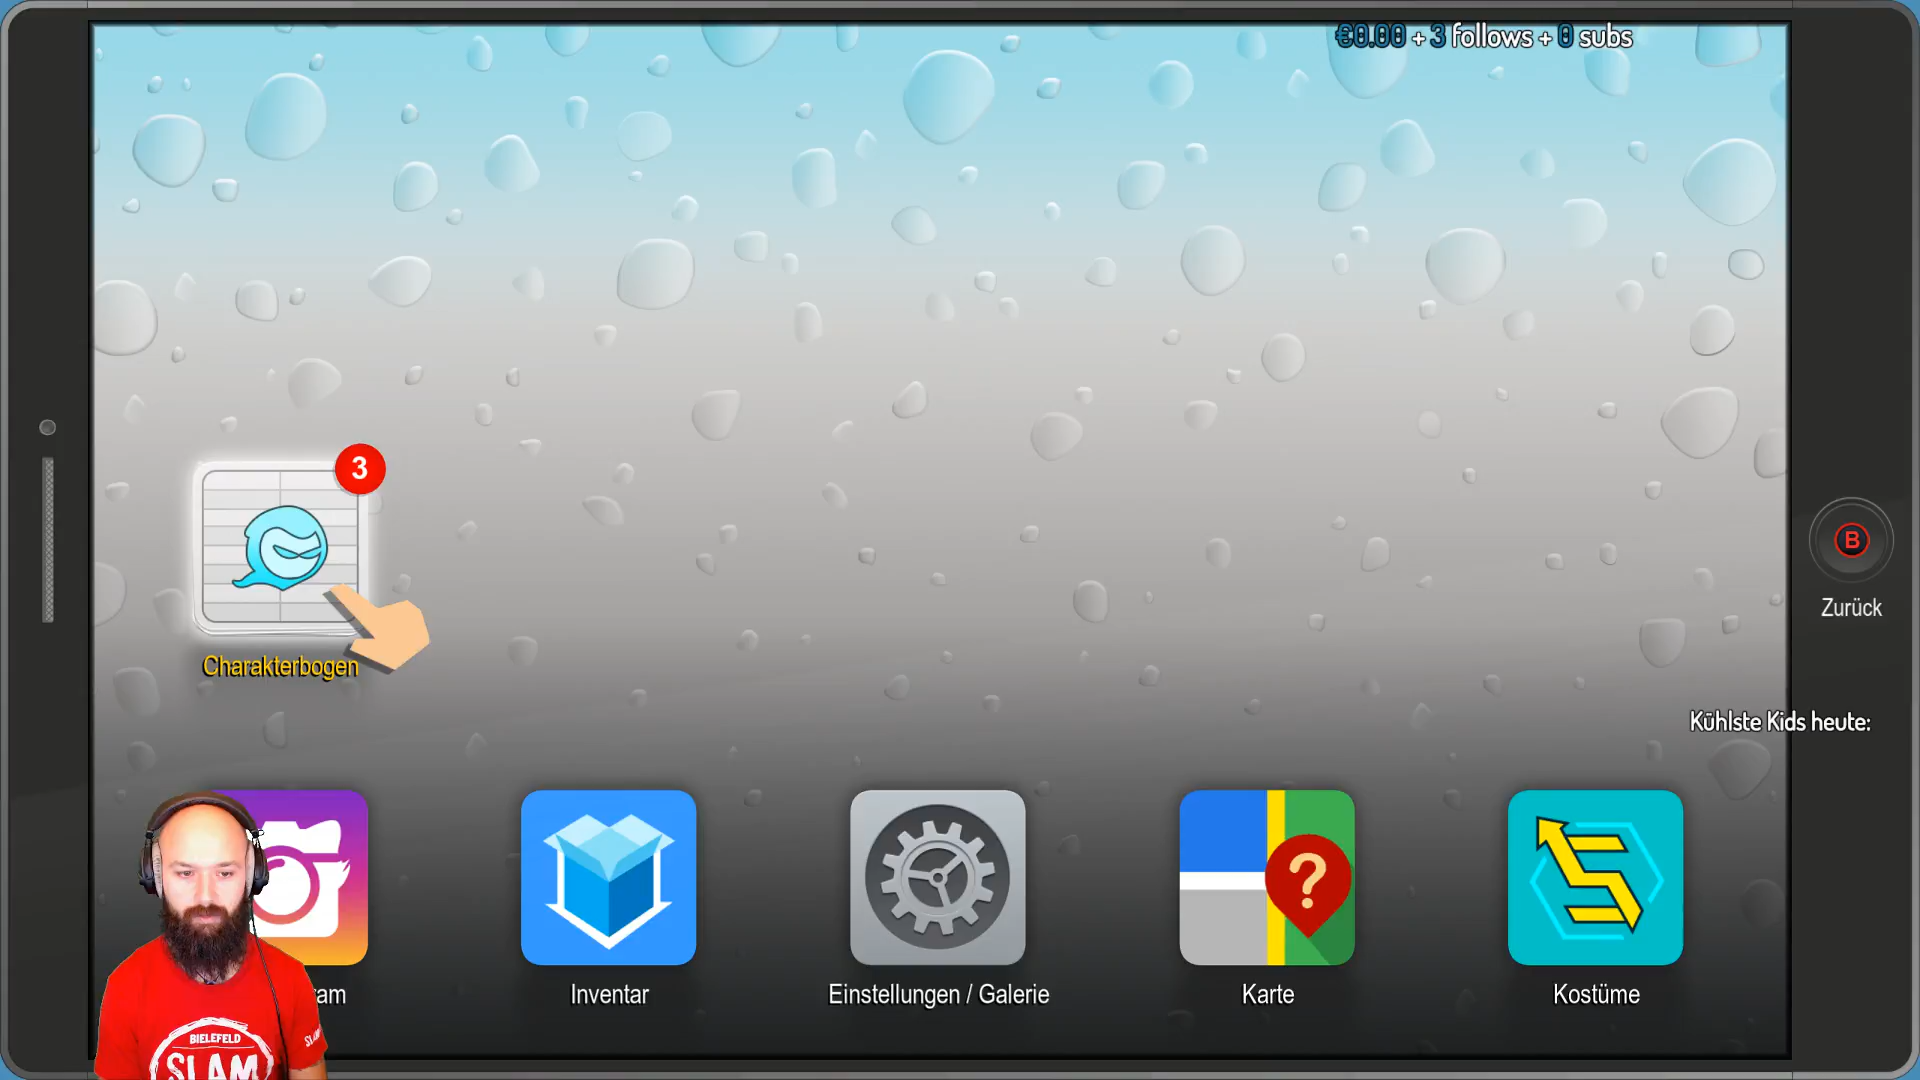 €0.00 + 3 follows + 0 subs
3
B
Zurück
Charakterbogen
Kühlste Kids heute:
?
ram
Inventar
Einstellungen / Galerie
Karte
Kostüme
BIELEFELD
SLAM